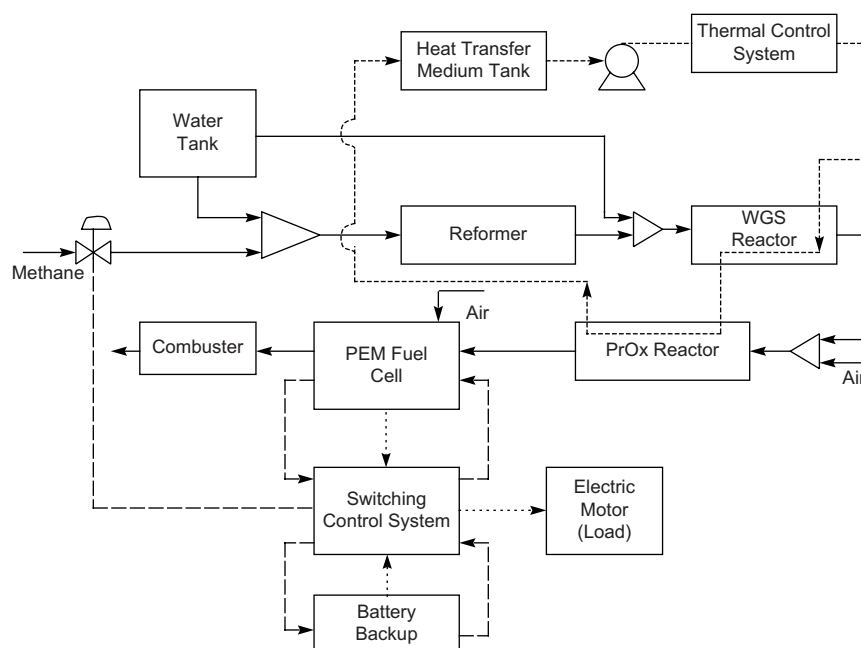 Heat Transfer
Medium Tank
Thermal Control
System
Water
Tank
Reformer
WGS
Reactor
Methane
Air
Combuster
PEM Fuel
Cell
PrOx Reactor
Air
Switching
Control System
Electric
Motor
(Load)
Battery
Backup